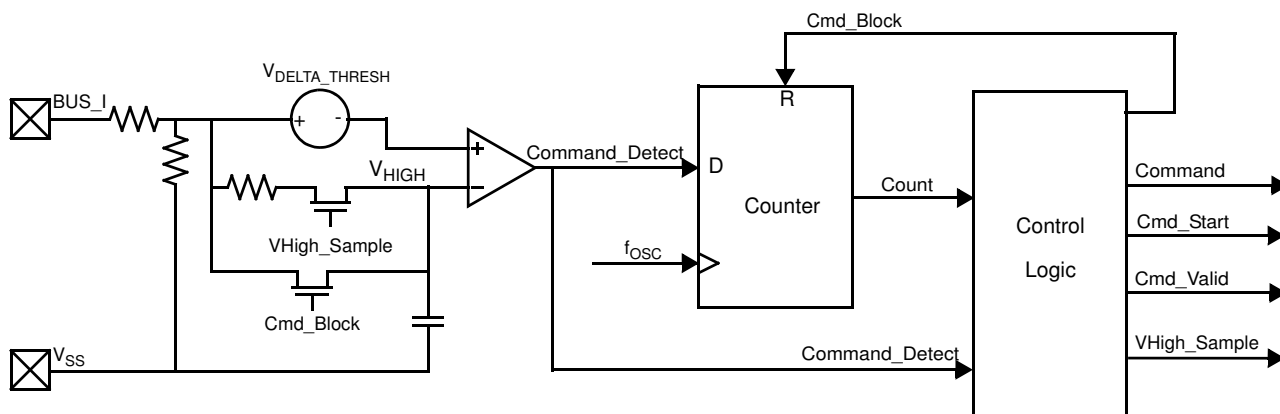 Cmd_Block
BUS_I
VDELTA_THRESH
+ -
R
+
Command_Detect
D
VHIGH
-
Counter
Count
Command
Cmd_Start
Control
Logic
VHigh_Sample
fOSC
Cmd_Valid
Cmd_Block
VSS
Command_Detect
VHigh_Sample